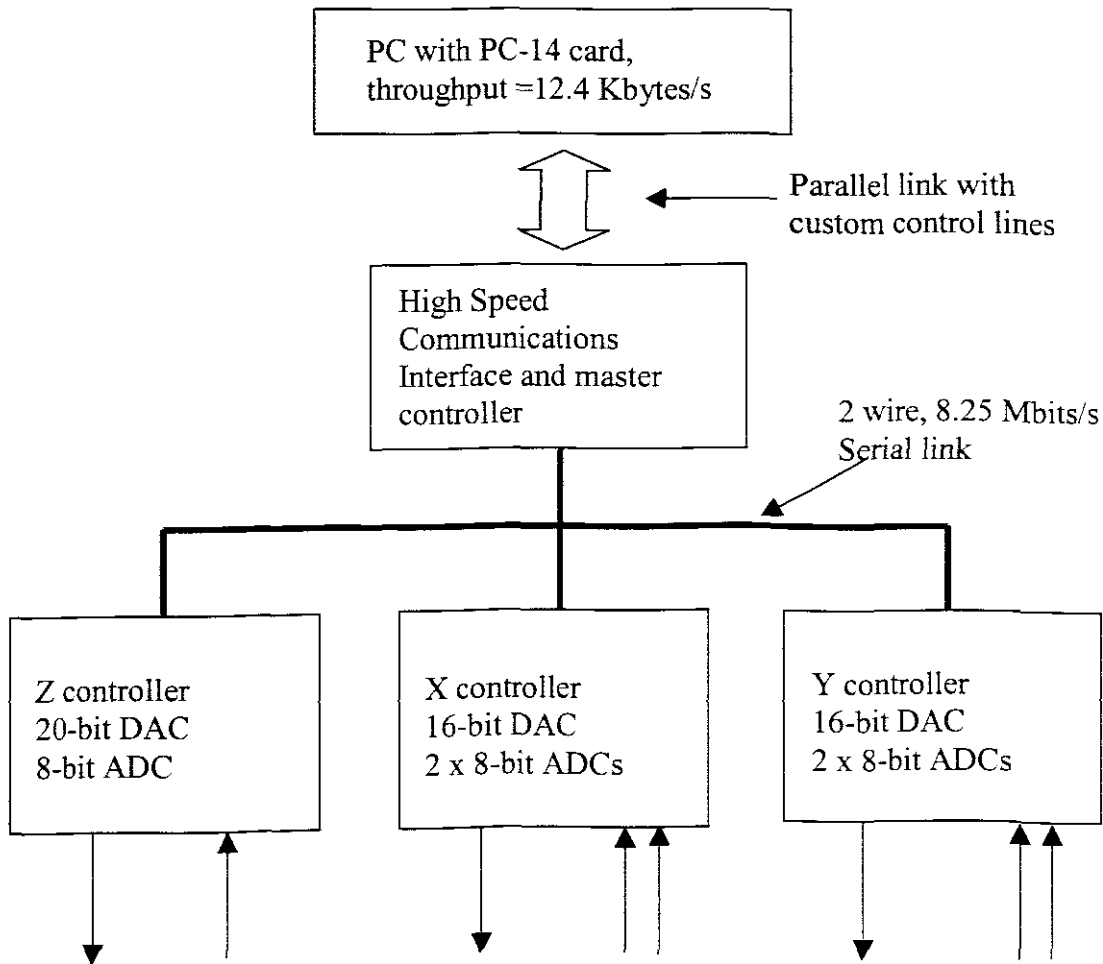 PC with PC-14 card,
throughput =12.4 Kbytes/s
Parallel link with
custom control lines
High Speed
Communications
Interface and master
controller
2 wire, 8.25 Mbits/s
Serial link
Z controller
20-bit DAC
8-bit ADC
X controller
16-bit DAC
2 x 8-bit ADCs
Y controller
16-bit DAC
2 x 8-bit ADCs